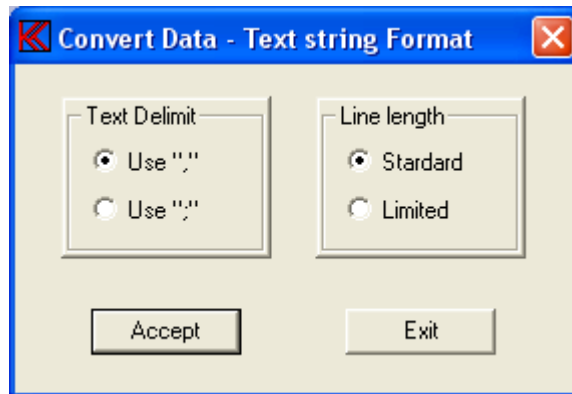 Convert Data - Text string Format
Text Delimit
Use ","
Use ";"
Line length
Stardard
Limited
Accept
Exit